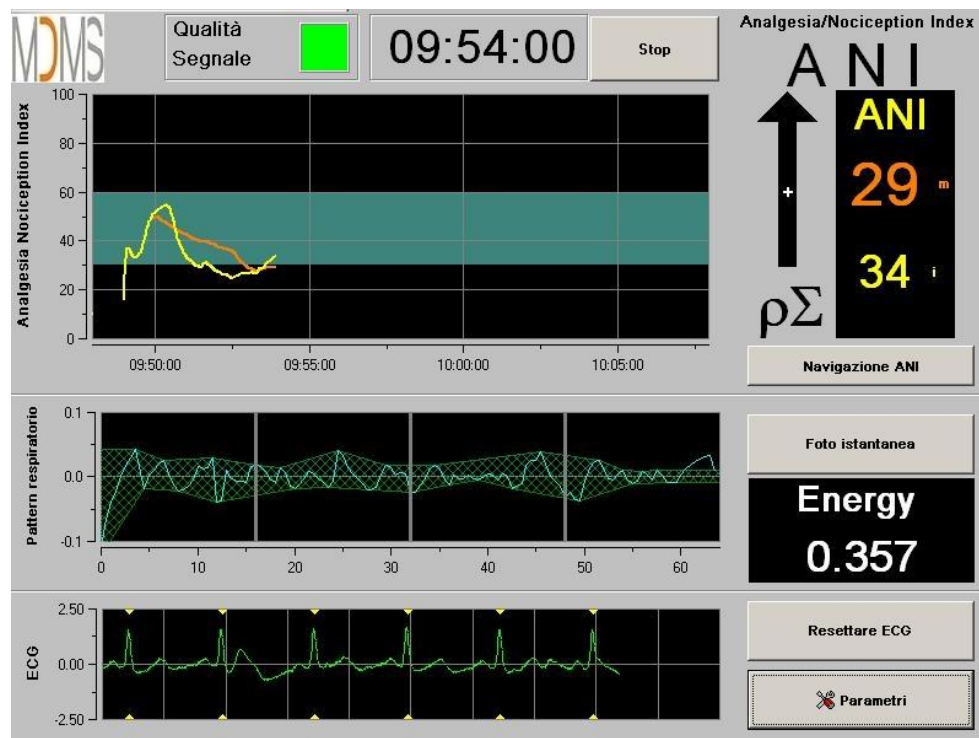 MDMS
Qualità
Segnale
09:54:00
Stop
Analgesia/Nociception Index
ANI
Analgesia Nociception Index
100
80
60
40
20
0
09:50:00
09:55:00
10:00:00
10:05:00
ANI
29 m
+
34 i
ρΣ
Navigazione ANI
Pattern respiratorio
0.1
0.0
-0.1
0
10
20
30
40
50
60
Foto istantanea
Energy
0.357
ECG
2.50
0.00
-2.50
Resettare ECG
Parametri